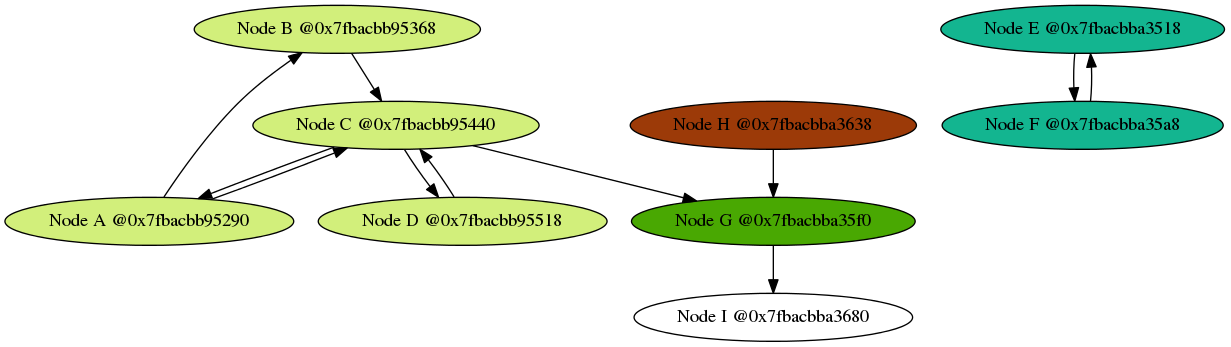 Node B @0x7fbacbb95368
Node E @0x7fbacbba3518
Node C @0x7fbacbb95440
Node H @0x7fbacbba3638
Node F @0x7fbacbba35a8
Node A @0x7fbacbb95290
Node D @0x7fbacbb95518
Node G @0x7fbacbba35f0
Node I @0x7fbacbba3680